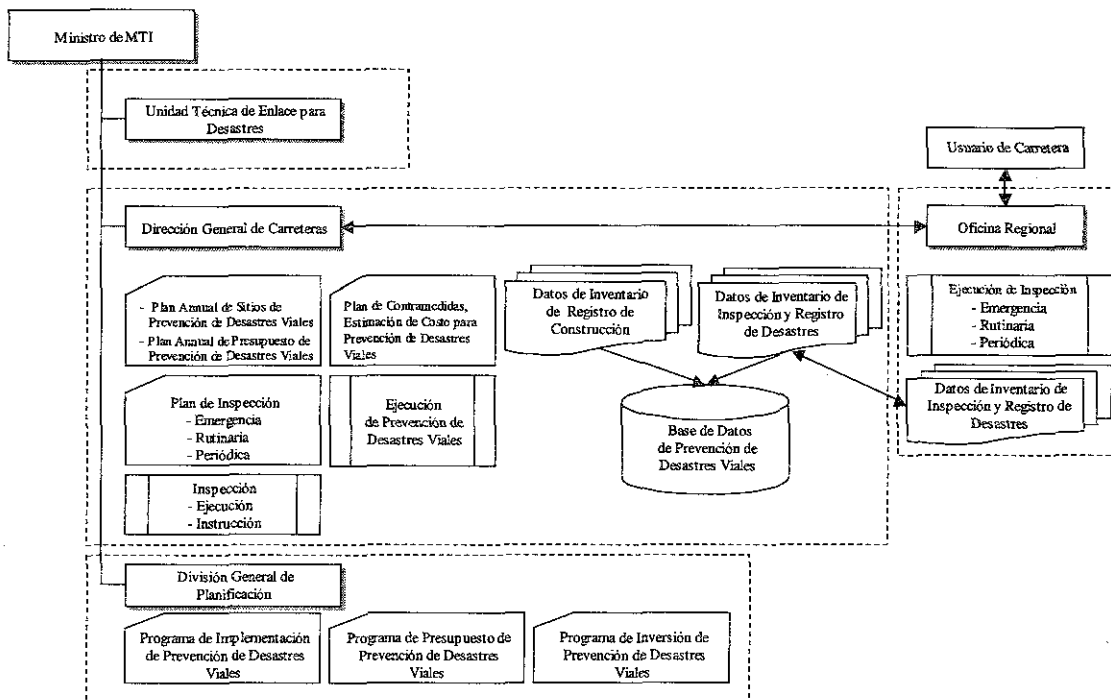 Ministro de MTI
Unidad Técnica de Enlace para
Desastres
Usuario de Carretera
Dirección General de Carreteras
Oficina Regional
- Plan Annual de Sitios de
Prevención de Desastres Viales
- Plan Annual de Presupuesto de
Prevención de Desastres Viales
Plan de Contramedidas,
Estimación de Costo para
Prevención de Desastres
Viales
Datos de Inventario
de Registro de
Construcción
Datos de Inventario de
Inspección y Registro
de Desastres
Ejecución de Inspección
- Emergencia
- Rutinaria
- Periódica
Plan de Inspección
- Emergencia
- Rutinaria
- Periódica
Ejecución
de Prevención de
Desastres Viales
Base de Datos
de Prevención de
Desastres Viales
Datos de Inventario de
Inspección y Registro de
Desastres
Inspección
- Ejecución
- Instrucción
División General de
Planificación
Programa de Implementación
de Prevención de Desastres
Viales
Programa de Presupuesto de
Prevención de Desastres
Viales
Programa de Inversión de
Prevención de Desastres
Viales